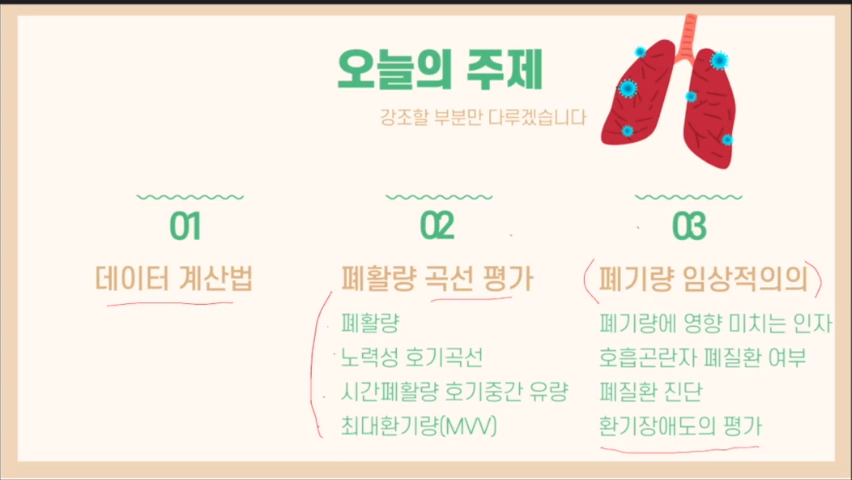 오늘의 주제
강조할 부분만 다루겠습니다
01
데이터 계산법
02
폐활량 곡선 평가
폐활량
노력성 호기곡선
시간폐활량 호기중간 유량
최대환기량(MVV)
03
폐기량 임상적의의
폐기량에 영향 미치는 인자
호흡곤란자 폐질환 여부
폐질환 진단
환기장애도의 평가